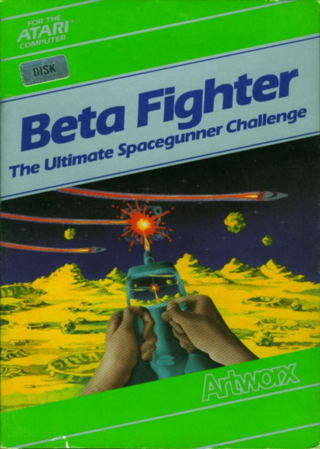 FOR THE
ATARI
COMPUTER
DISK
Beta Fighter
The Ultimate Spacegunner Challenge
Artworx